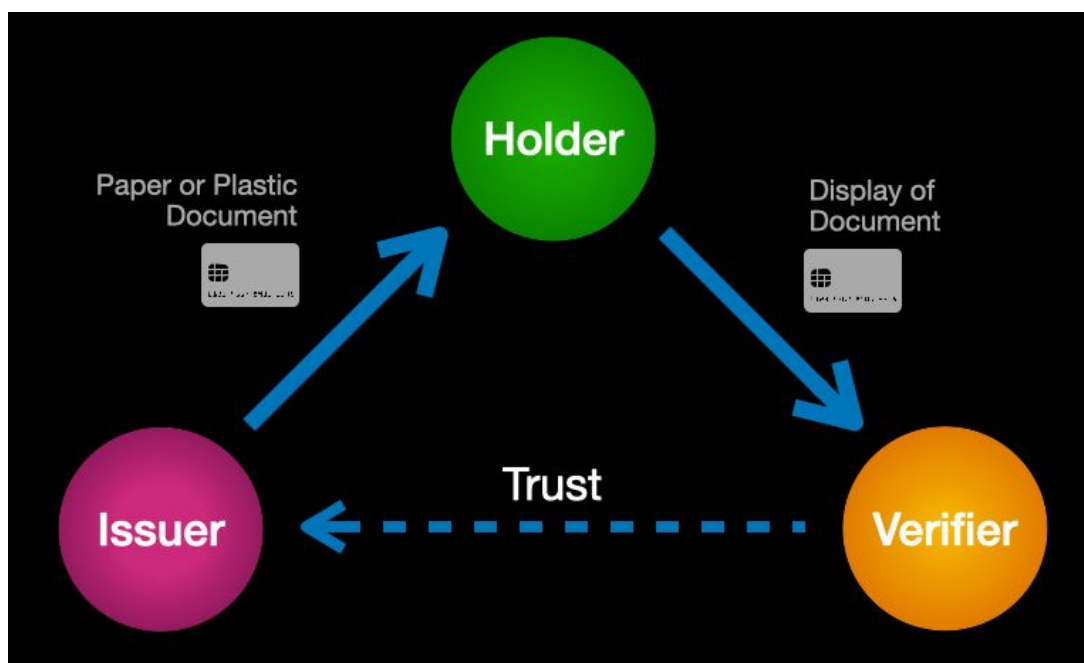 Holder
Paper or Plastic
Document
Display of
Document
Trust
Issuer
Verifier